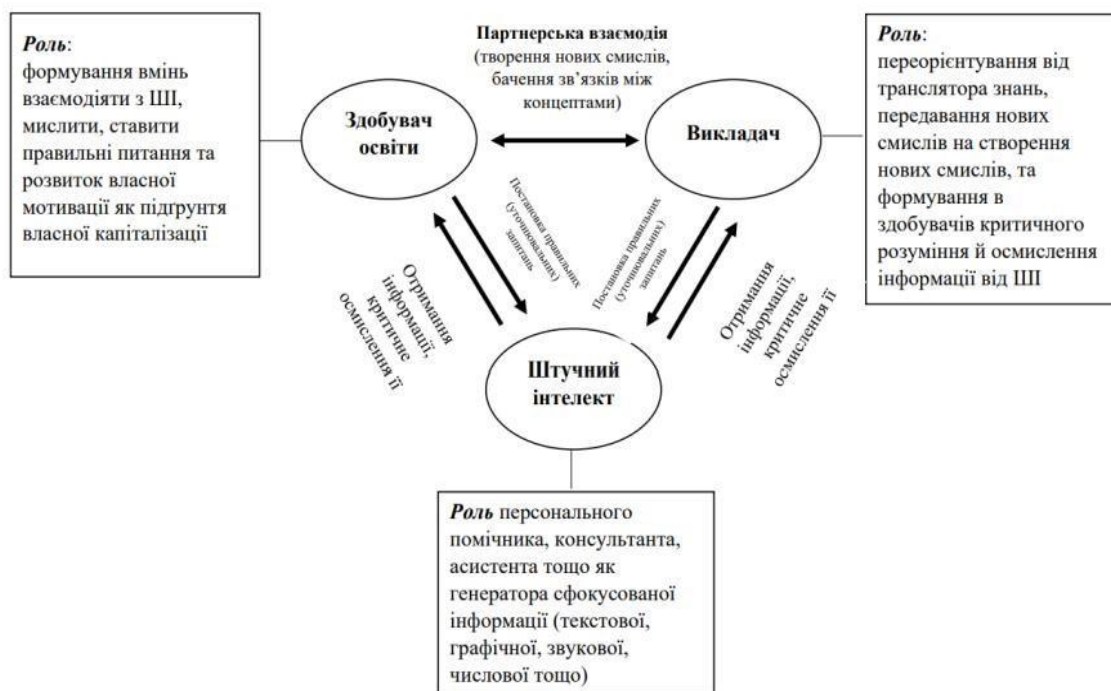 Роль:
формування вмінь
взаємодіяти з ШІ,
мислити, ставити
правильні питання та
розвиток власної
мотивації як підґрунтя
власної капіталізації
Партнерська взаємодія
(творення нових смислів,
бачення зв’язків між
концептами)
Здобувач
освіти
Викладач
Роль:
переорієнтування від
транслятора знань,
передавання нових
смислів на створення
нових смислів, та
формування в
здобувачів критичного
розуміння й осмислення
інформації від ШІ
Постановка правильних
(уточнювальних)
запитань
Постановка правильних
(уточнювальних)
запитань
Отримання
інформації,
критичне
осмислення її
Отримання
інформації,
критичне
осмислення її
Штучний
інтелект
Роль персонального
помічника, консультанта,
асистента тощо як
генератора сфокусованої
інформації (текстової,
графічної, звукової,
числової тощо)